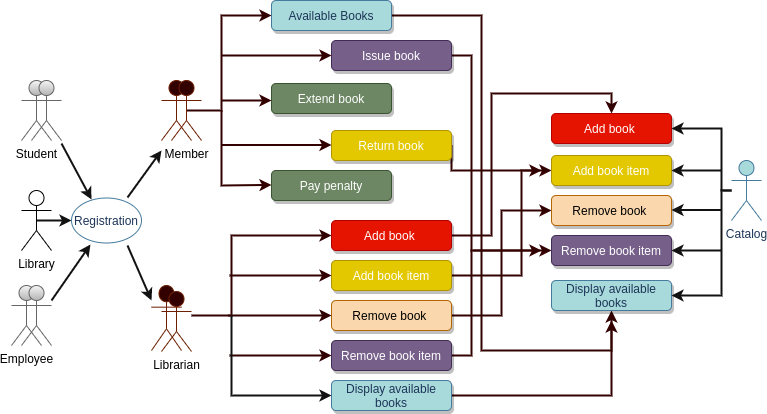 Available Books
Issue book
Extend book
Return book
Pay penalty
Student
Member
Registration
Library
Employee
Librarian
Add book
Add book item
Remove book
Remove book item
Display available
books
Add book
Add book item
Remove book
Remove book item
Display available
books
Catalog